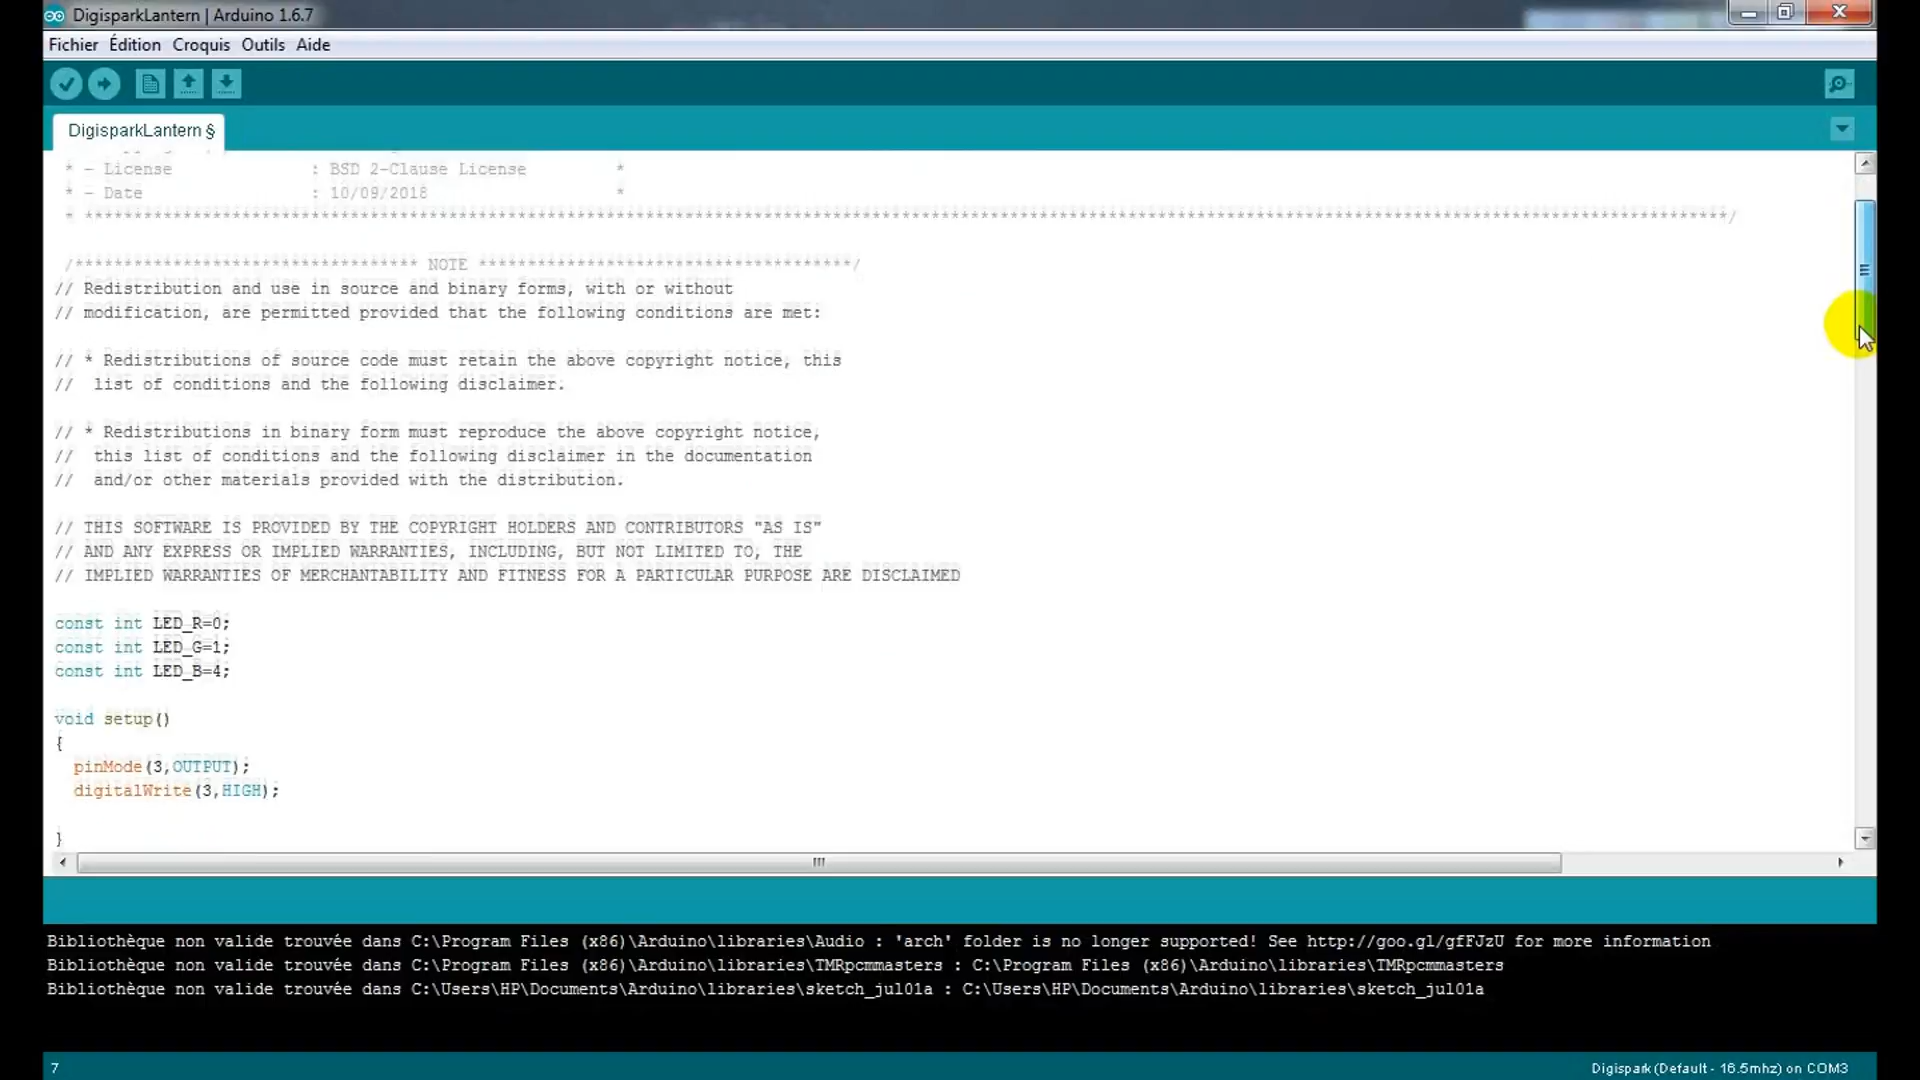 DigisparkLantern | Arduino 1.6.7
Fichier Édition Croquis Outils Aide
DigisparkLantern §
* - License : BSD 2-Clause License *
* - Date : 10/09/2018 *
* ************************************************************************************************************************************************************************/
/*********************************** NOTE **************************************/
// Redistribution and use in source and binary forms, with or without
// modification, are permitted provided that the following conditions are met:
// * Redistributions of source code must retain the above copyright notice, this
// list of conditions and the following disclaimer.
// * Redistributions in binary form must reproduce the above copyright notice,
// this list of conditions and the following disclaimer in the documentation
// and/or other materials provided with the distribution.
// THIS SOFTWARE IS PROVIDED BY THE COPYRIGHT HOLDERS AND CONTRIBUTORS "AS IS"
// AND ANY EXPRESS OR IMPLIED WARRANTIES, INCLUDING, BUT NOT LIMITED TO, THE
// IMPLIED WARRANTIES OF MERCHANTABILITY AND FITNESS FOR A PARTICULAR PURPOSE ARE DISCLAIMED
const int LED_R=0;
const int LED_G=1;
const int LED_B=4;
void setup()
{
pinMode(3,OUTPUT);
digitalWrite(3,HIGH);
}
Bibliothèque non valide trouvée dans C:\Program Files (x86)\Arduino\libraries\Audio : 'arch' folder is no longer supported! See http://goo.gl/gfFJzU for more information
Bibliothèque non valide trouvée dans C:\Program Files (x86)\Arduino\libraries\TMRpcmmasters : C:\Program Files (x86)\Arduino\libraries\TMRpcmmasters
Bibliothèque non valide trouvée dans C:\Users\HP\Documents\Arduino\libraries\sketch_jul01a : C:\Users\HP\Documents\Arduino\libraries\sketch_jul01a
7
Digispark (Default - 16.5mhz) on COM3